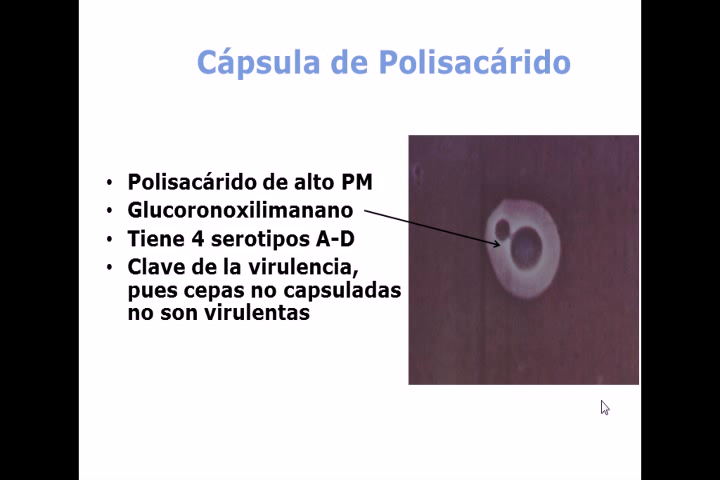 Cápsula de Polisacárido
• Polisacárido de alto PM
• Glucoronoxilimanano
• Tiene 4 serotipos A-D
• Clave de la virulencia,
pues cepas no capsuladas
no son virulentas